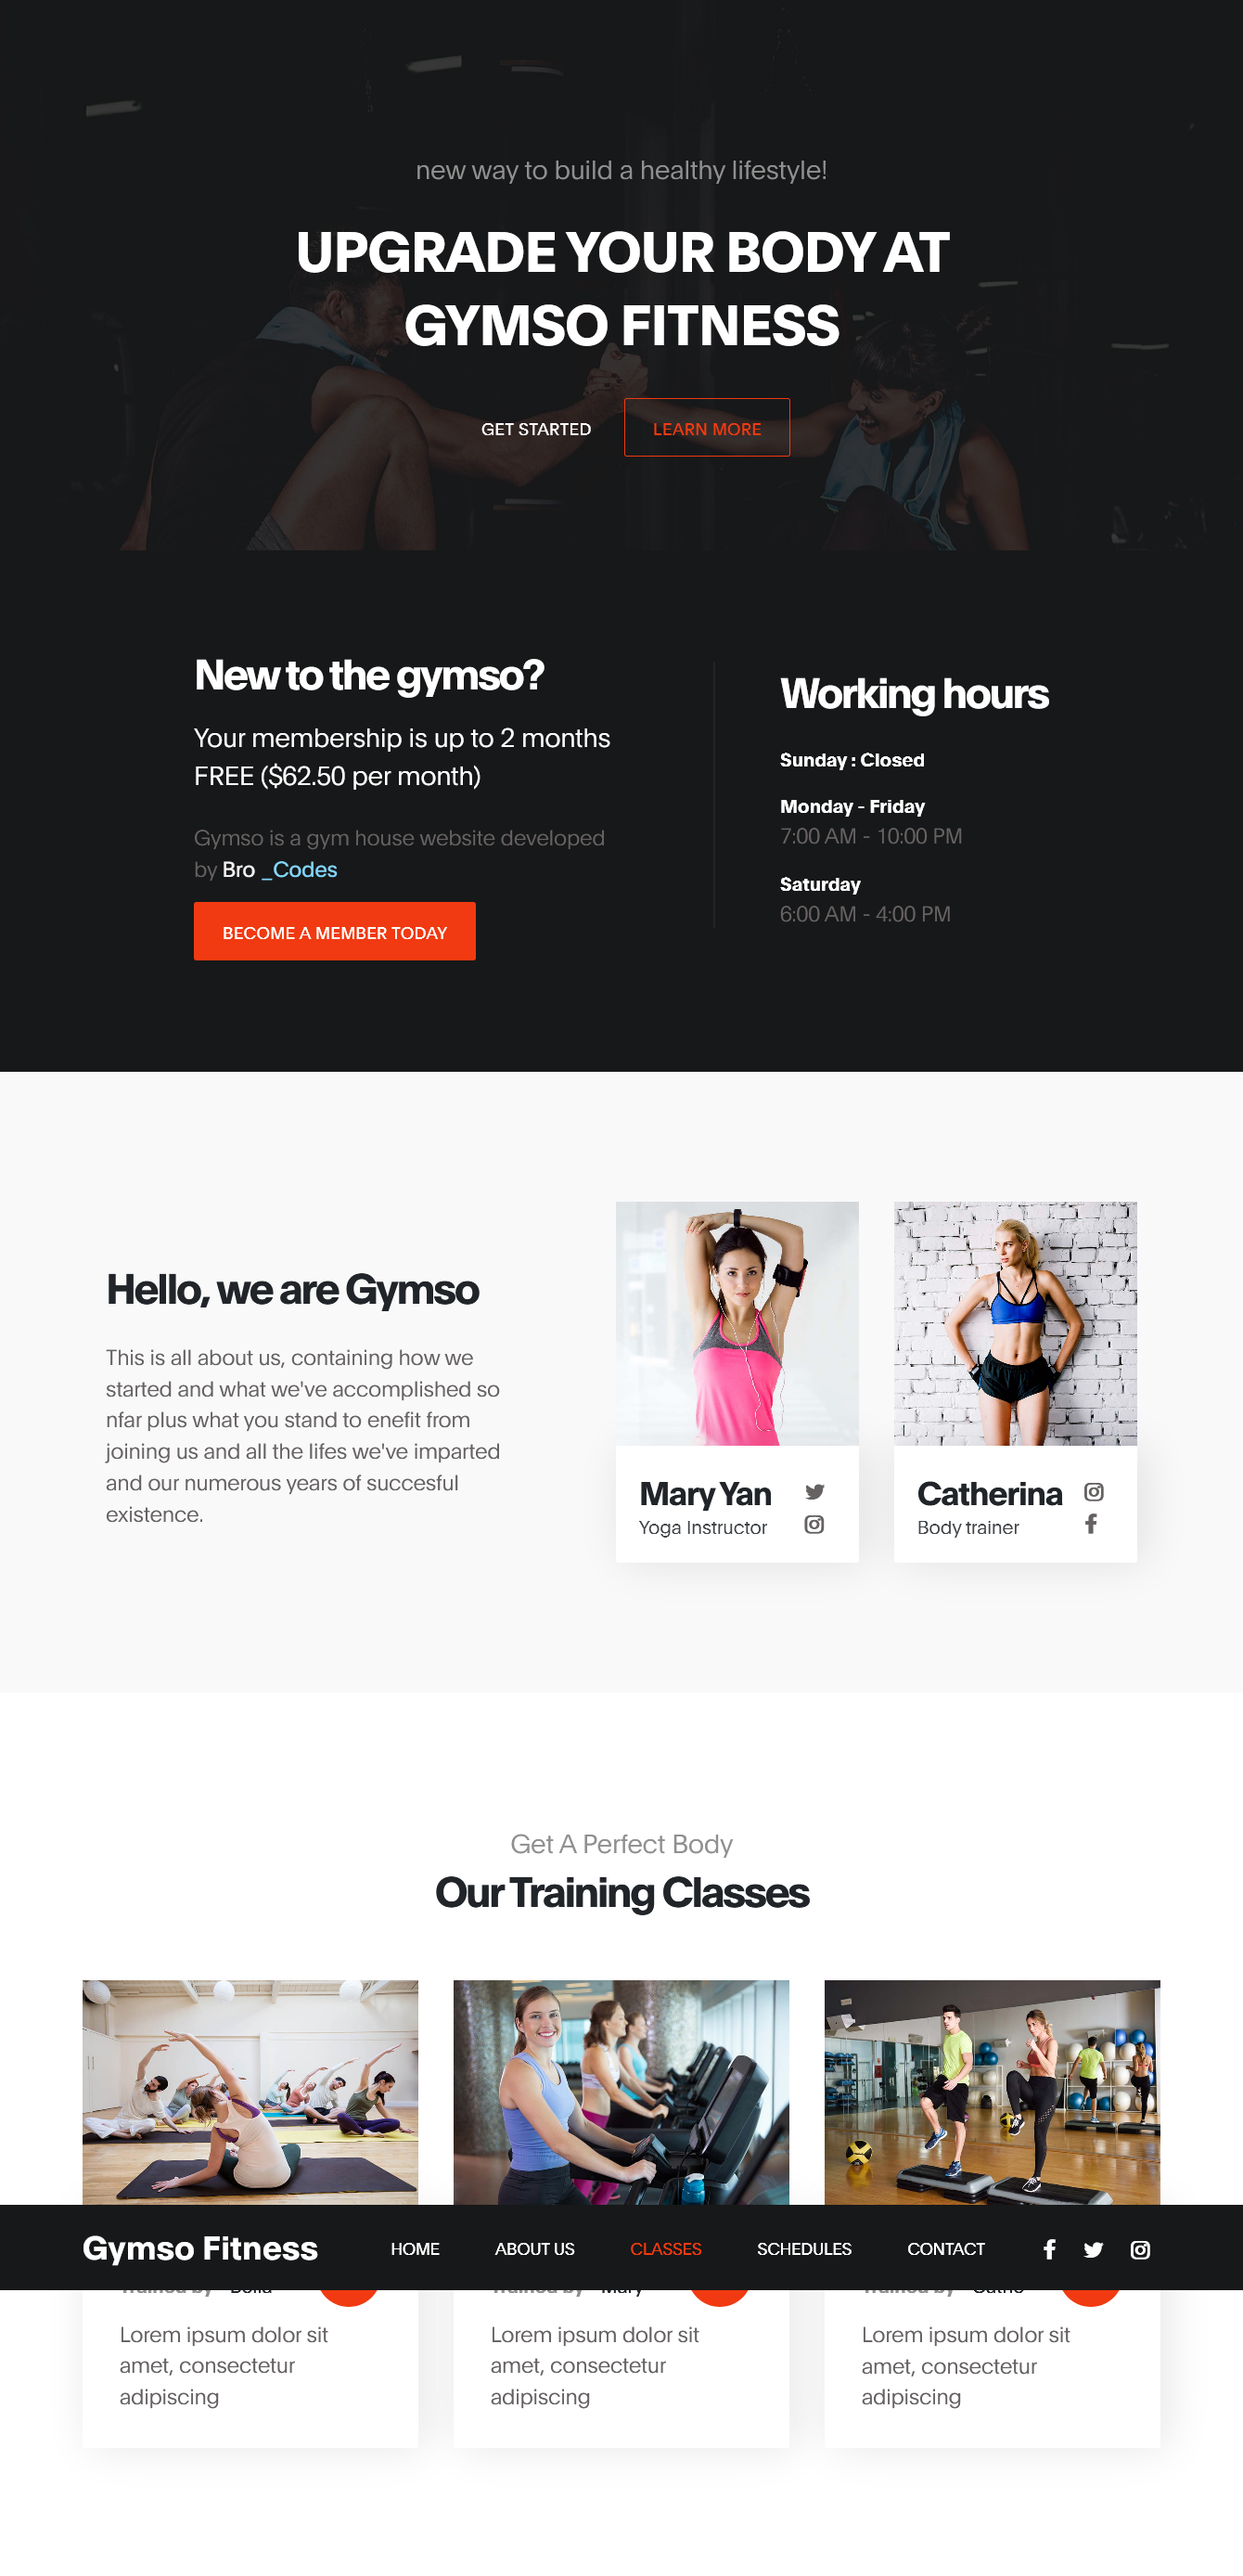 new way to build a healthy lifestyle!
UPGRADE YOUR BODY AT
GYMSO FITNESS
GET STARTED
LEARN MORE
New to the gymso?
Your membership is up to 2 months
FREE ($62.50 per month)
Gymso is a gym house website developed
by Bro _Codes
BECOME A MEMBER TODAY
Working hours
Sunday : Closed
Monday - Friday
7:00 AM - 10:00 PM
Saturday
6:00 AM - 4:00 PM
Hello, we are Gymso
This is all about us, containing how we
started and what we've accomplished so
nfar plus what you stand to enefit from
joining us and all the lifes we've imparted
and our numerous years of succesful
existence.
Mary Yan
Yoga Instructor
Catherina
Body trainer
Get A Perfect Body
Our Training Classes
Gymso Fitness
HOME
ABOUT US
CLASSES
SCHEDULES
CONTACT
Lorem ipsum dolor sit
amet, consectetur
adipiscing
Lorem ipsum dolor sit
amet, consectetur
adipiscing
Lorem ipsum dolor sit
amet, consectetur
adipiscing